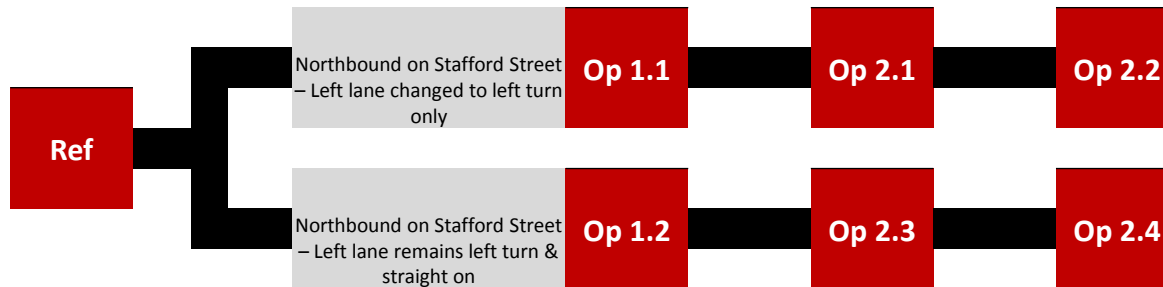 Ref
Northbound on Stafford Street
– Left lane changed to left turn
only
Op 1.1
Op 2.1
Op 2.2
Northbound on Stafford Street
– Left lane remains left turn &
straight on
Op 1.2
Op 2.3
Op 2.4